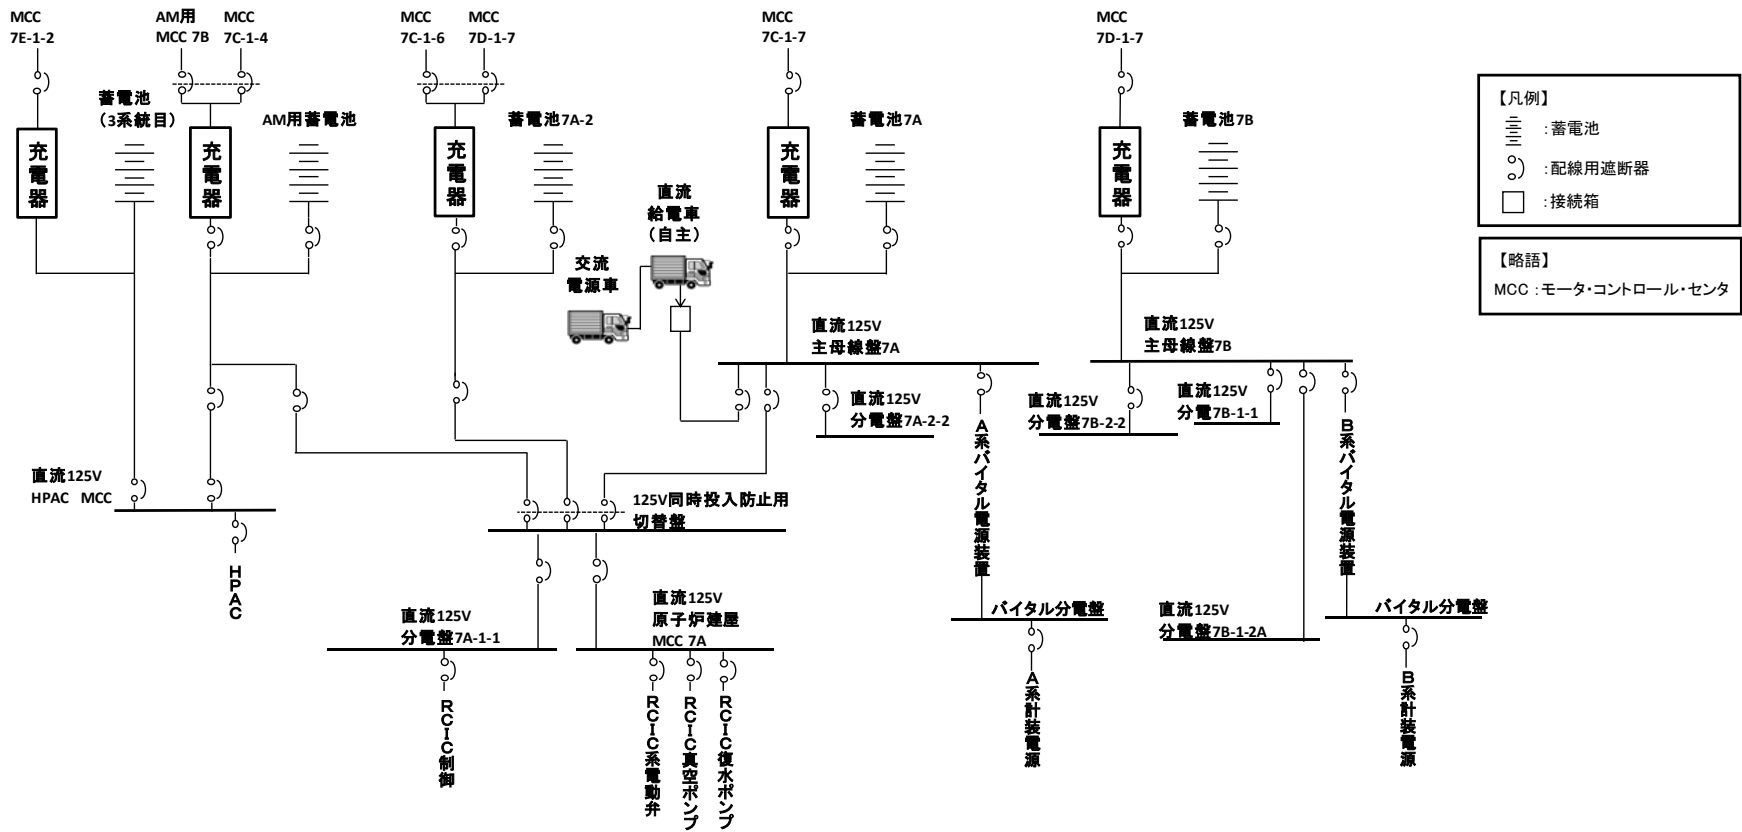 MCC
7E-1-2
AM用
MCC 7B
MCC
7C-1-4
MCC
7C-1-6
MCC
7D-1-7
MCC
7C-1-7
MCC
7D-1-7
蓄電池
（3系統目）
AM用蓄電池
蓄電池7A-2
蓄電池7A
蓄電池7B
充電器
充電器
充電器
充電器
充電器
直流
給電車
（自主）
交流
電源車
【凡例】
：蓄電池
：配線用遮断器
：接続箱
【略語】
MCC：モータ・コントロール・センタ
直流125V
主母線盤7A
直流125V
主母線盤7B
直流125V
分電盤7A-2-2
直流125V
分電盤7B-2-2
直流125V
分電7B-1-1
A系バイタル電源装置
B系バイタル電源装置
直流125V
HPAC MCC
125V同時投入防止用
切替盤
HPAC
直流125V
分電盤7A-1-1
直流125V
原子炉建屋
MCC 7A
バイタル分電盤
直流125V
分電盤7B-1-2A
バイタル分電盤
RCIC制御
RCIC系電動弁
RCIC真空ポンプ
RCIC復水ポンプ
A系計装電源
B系計装電源